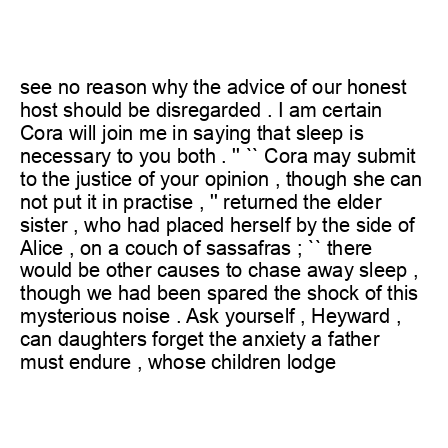 see no reason why the advice of our honest
host should be disregarded . I am certain
Cora will join me in saying that sleep is
necessary to you both . '' `` Cora may submit
to the justice of your opinion , though she can
not put it in practise , '' returned the elder
sister , who had placed herself by the side of
Alice , on a couch of sassafras ; `` there
would be other causes to chase away sleep ,
though we had been spared the shock of this
mysterious noise . Ask yourself , Heyward ,
can daughters forget the anxiety a father
must endure , whose children lodge